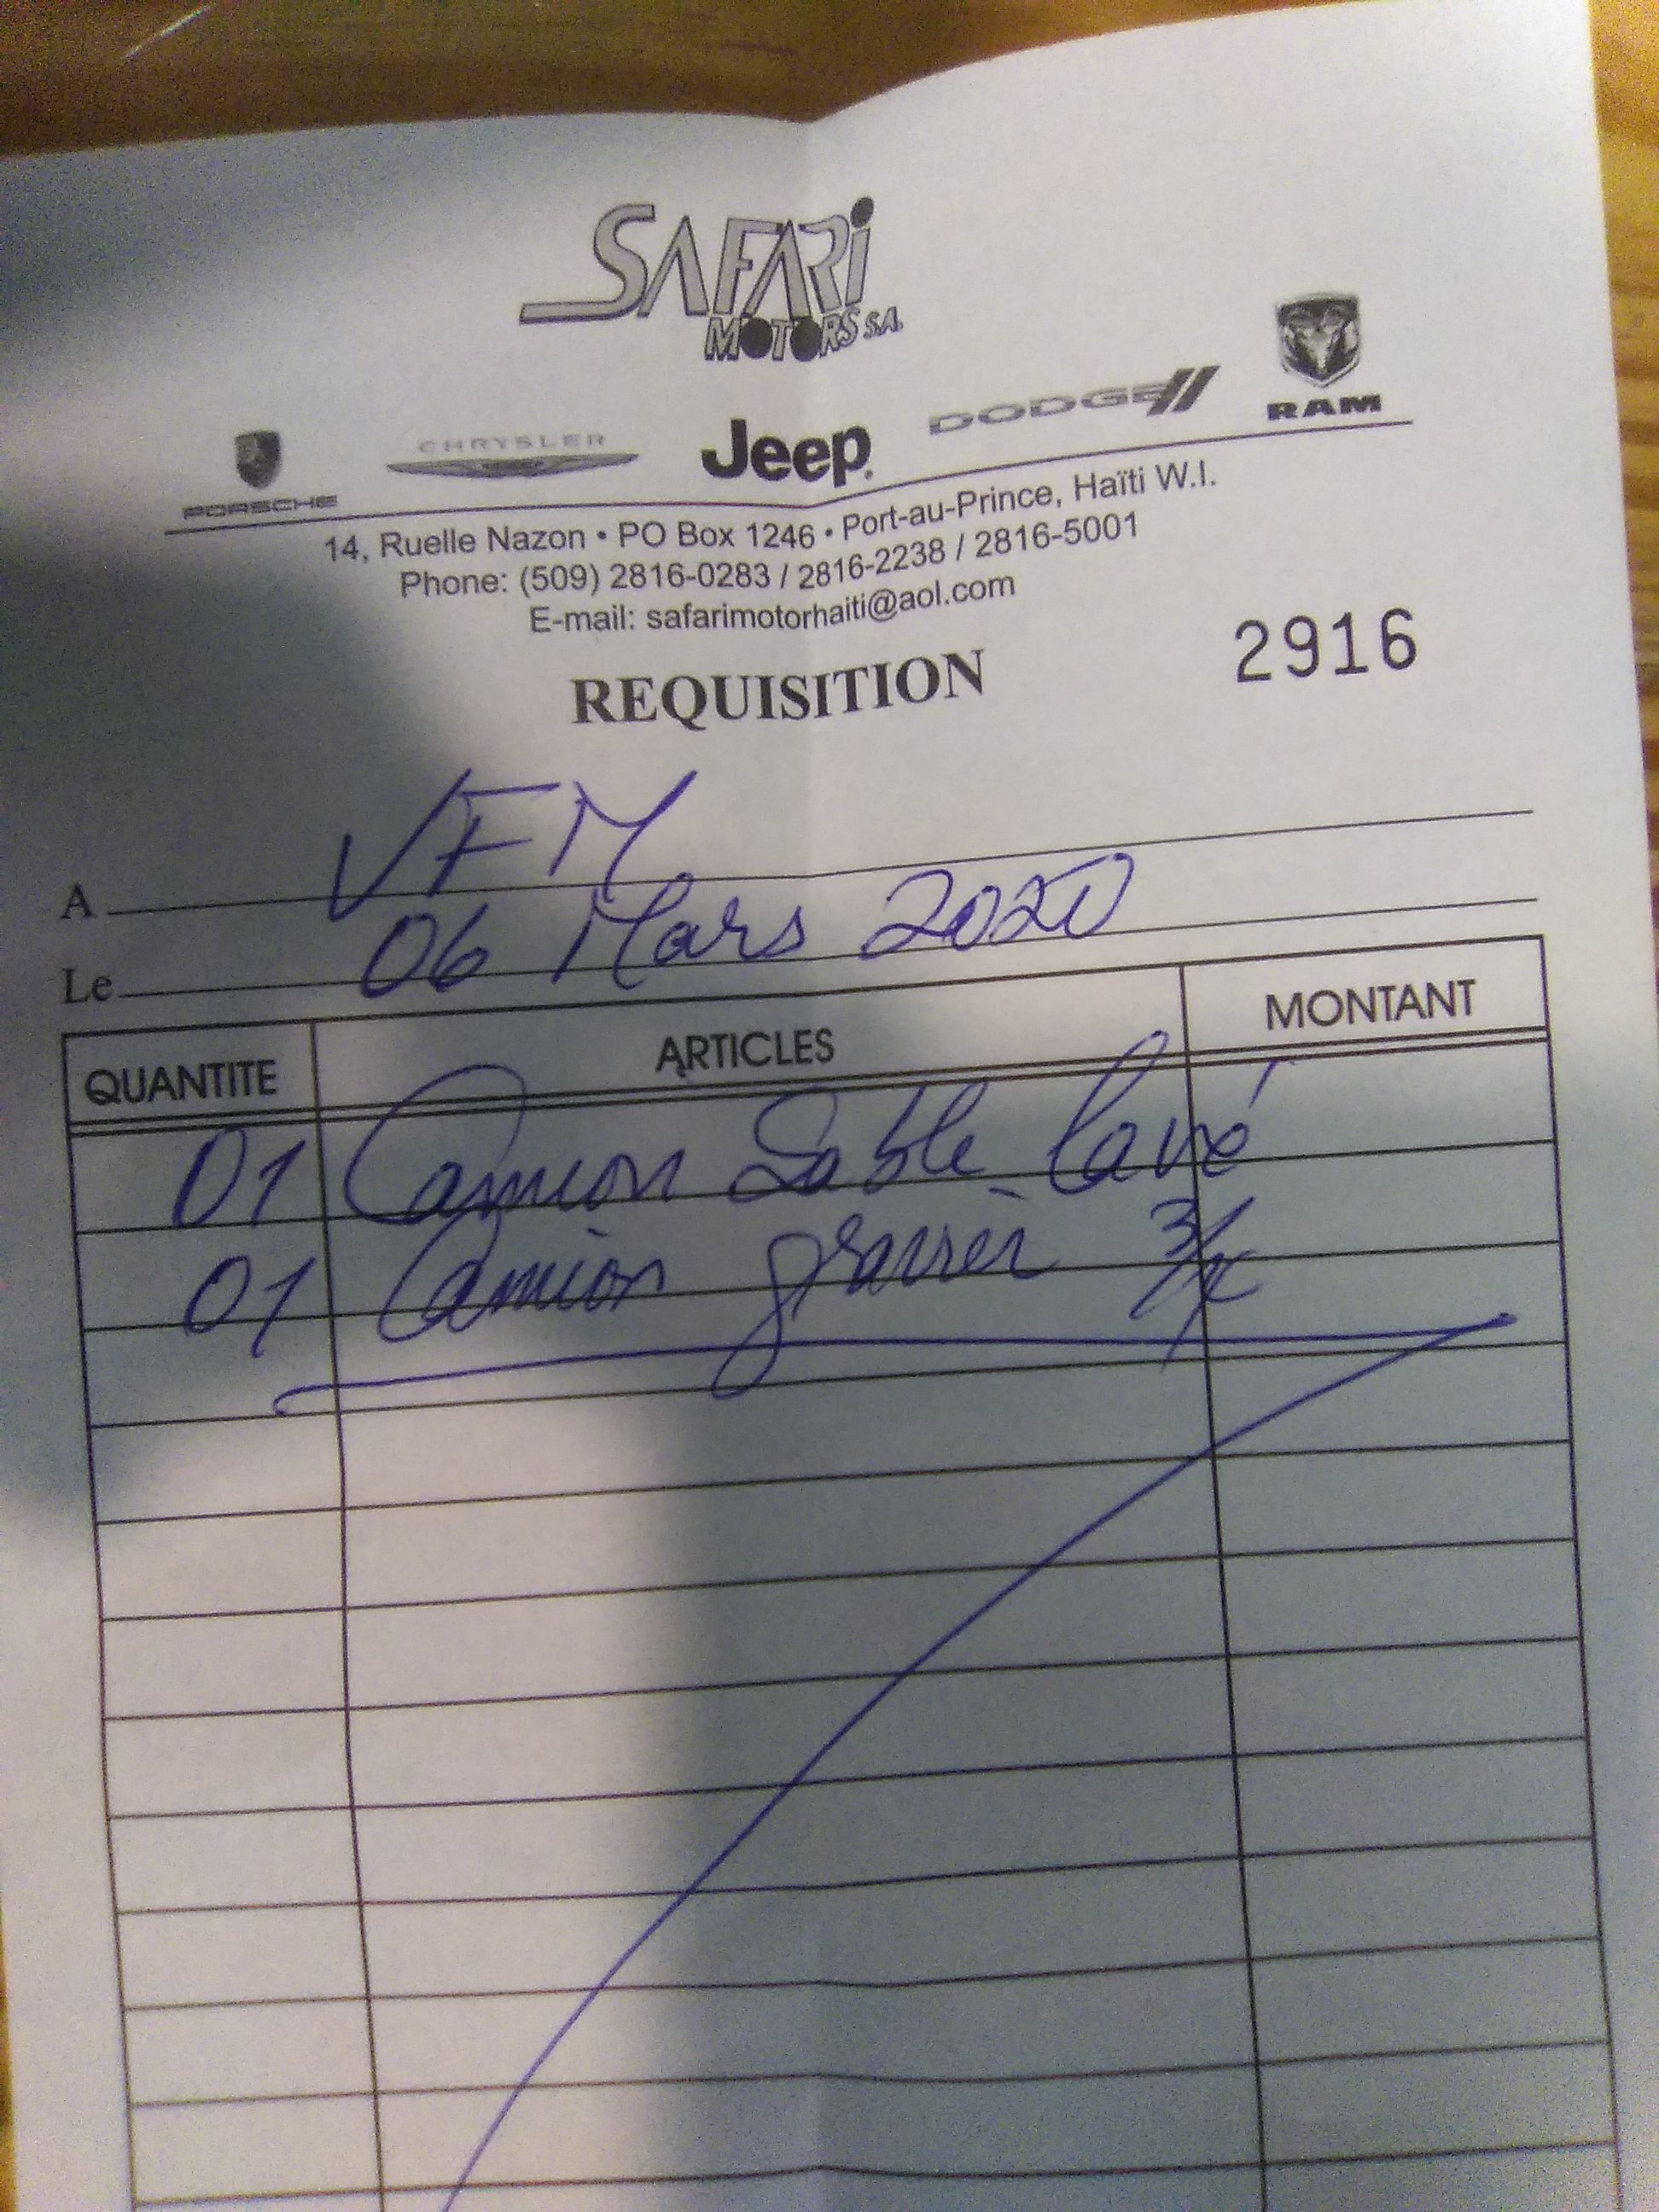 SAFARI
MOTORS S.A.
PORSCHE CHRYSLER Jeep DODGE RAM
14, Ruelle Nazon • PO Box 1246 • Port-au-Prince, Haïti W.I.
Phone: (509) 2816-0283 / 2816-2238 / 2816-5001
E-mail: safarimotorhaiti@aol.com
REQUISITION 2916
A VFM
Le 06 Mars 2020
QUANTITE ARTICLES MONTANT
01 Camion Sable lavé
01 Camion gravier 3/4